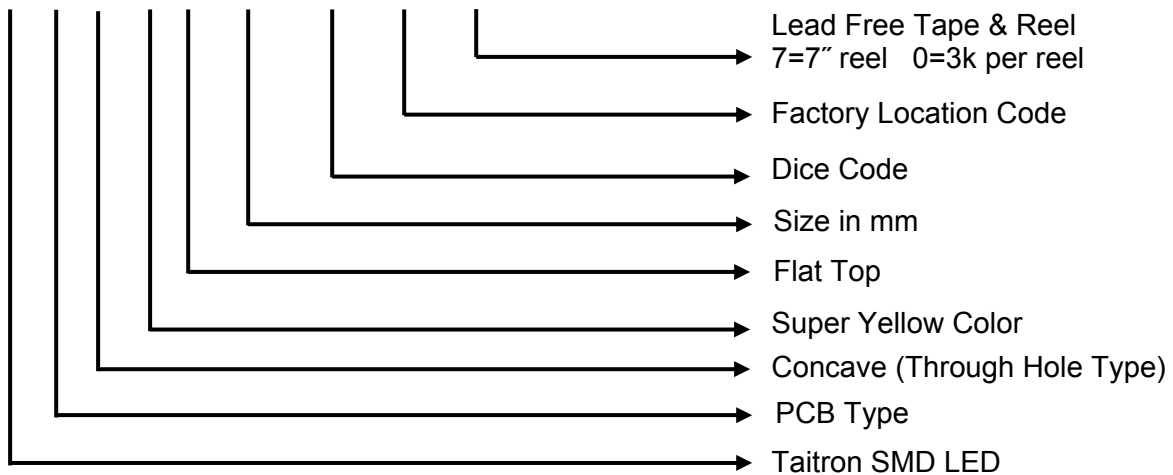 Lead Free Tape & Reel
7=7˝ reel 0=3k per reel
Factory Location Code
Dice Code
Size in mm
Flat Top
Super Yellow Color
Concave (Through Hole Type)
PCB Type
Taitron SMD LED